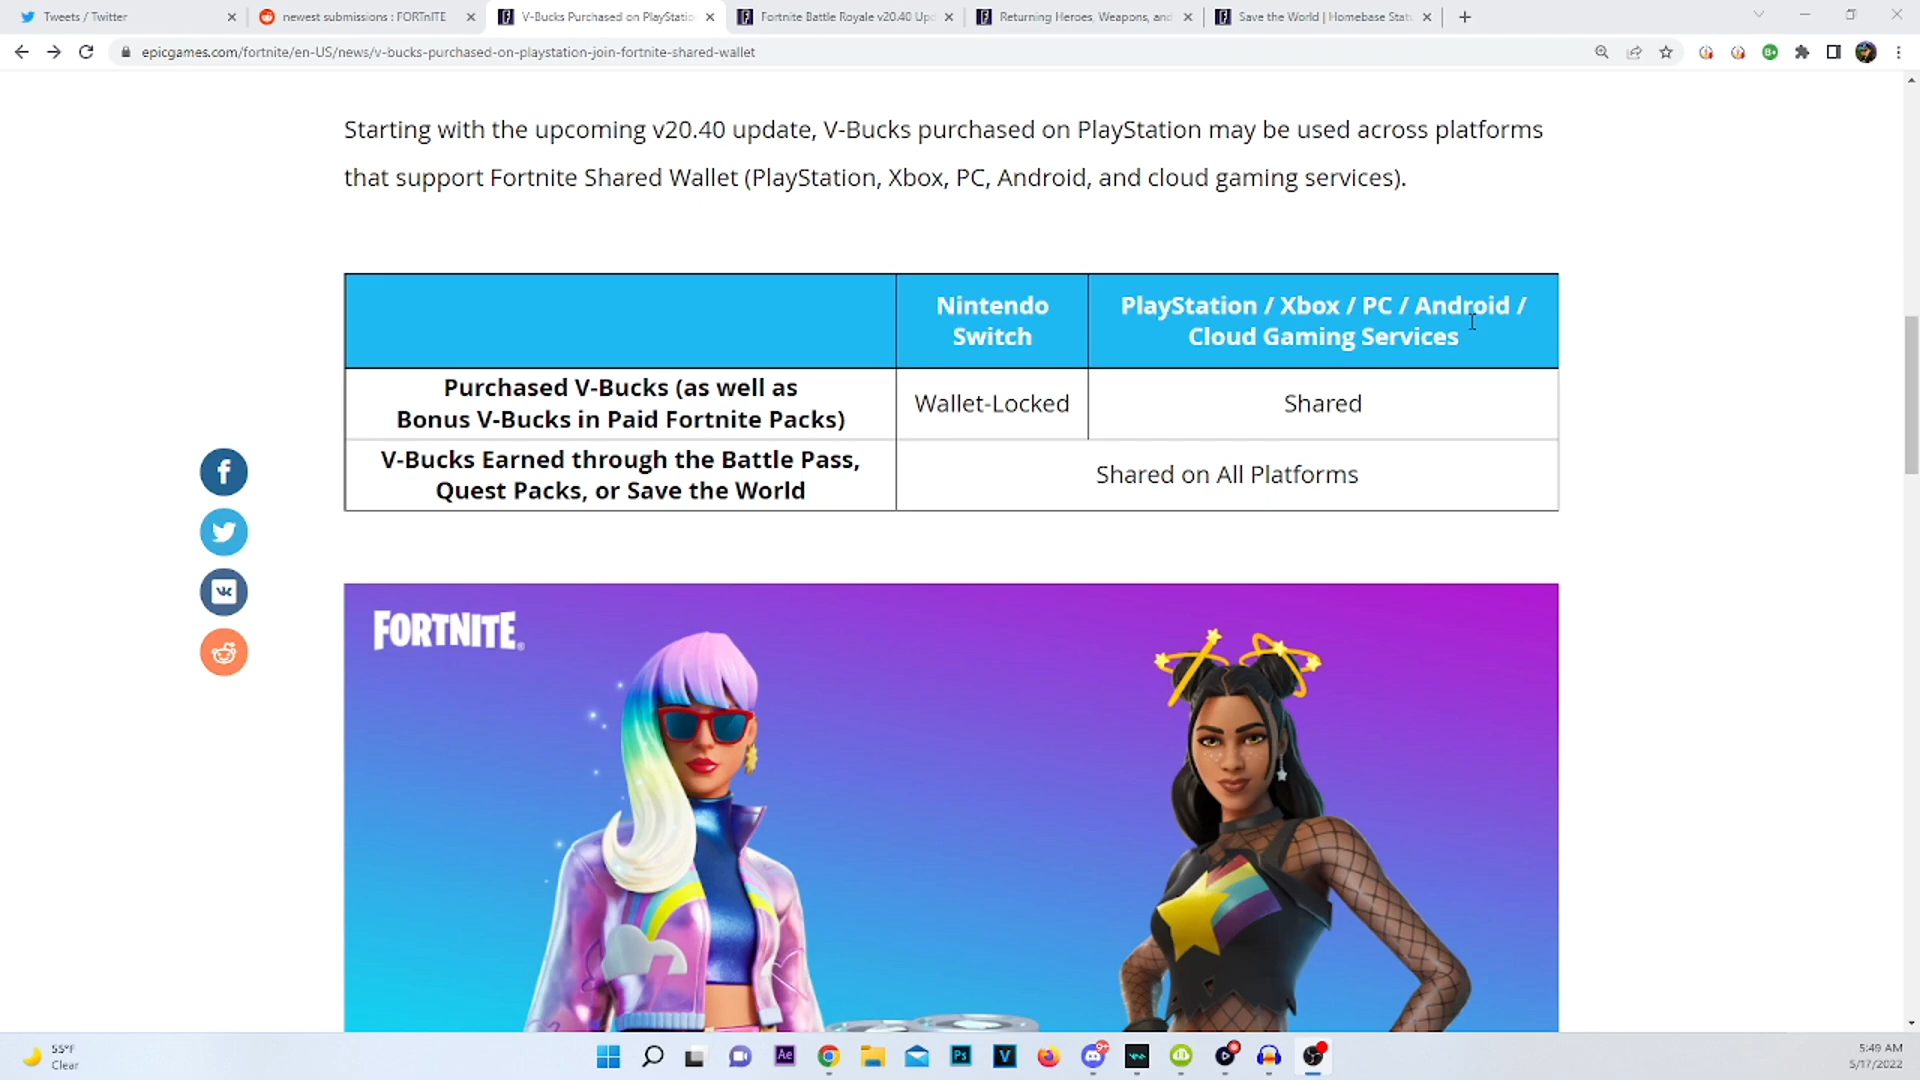 Tweets / Twitter
newest submissions : FORTnITE
V-Bucks Purchased on PlayStatio
Fortnite Battle Royale v20.40 Upd
Returning Heroes, Weapons, and
Save the World | Homebase Stat
epicgames.com/fortnite/en-US/news/v-bucks-purchased-on-playstation-join-fortnite-shared-wallet
Starting with the upcoming v20.40 update, V-Bucks purchased on PlayStation may be used across platforms
that support Fortnite Shared Wallet (PlayStation, Xbox, PC, Android, and cloud gaming services).
Nintendo
Switch
PlayStation / Xbox / PC / Android /
Cloud Gaming Services
Purchased V-Bucks (as well as
Bonus V-Bucks in Paid Fortnite Packs)
Wallet-Locked
Shared
V-Bucks Earned through the Battle Pass,
Quest Packs, or Save the World
Shared on All Platforms
FORTNITE
55°F
Clear
Ae
Ps
V
9+
5:49 AM
5/17/2022